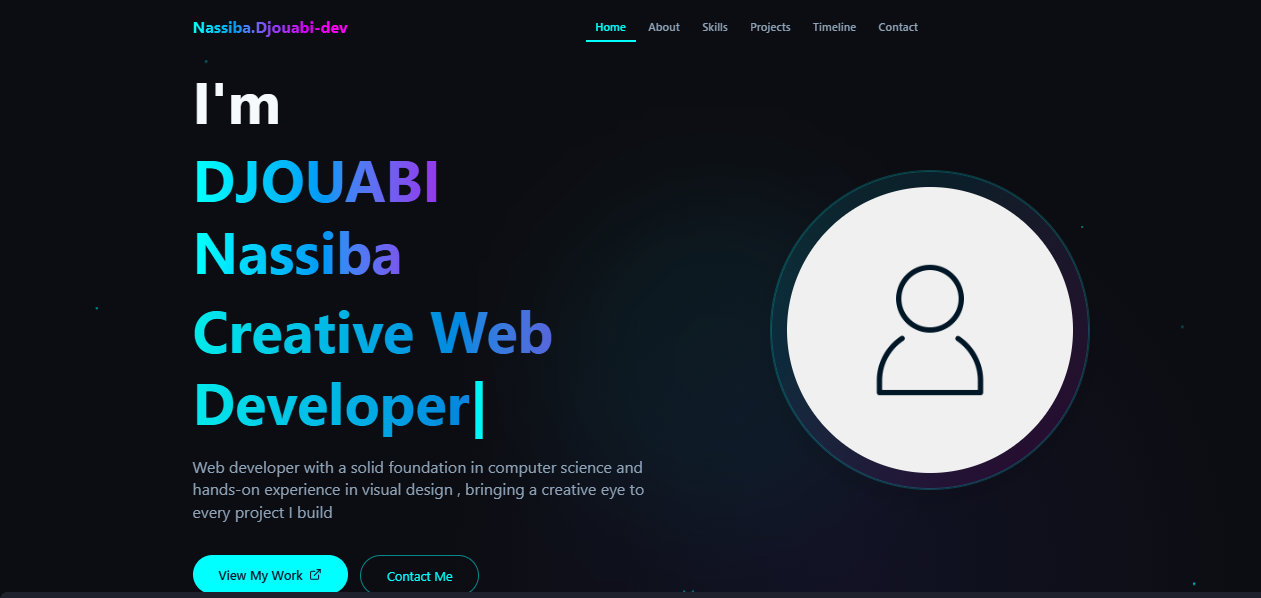 Nassiba.Djouabi-dev
Home About Skills Projects Timeline Contact
I'm
DJOUABI
Nassiba
Creative Web
Developer|
Web developer with a solid foundation in computer science and
hands-on experience in visual design , bringing a creative eye to
every project I build
View My Work
Contact Me